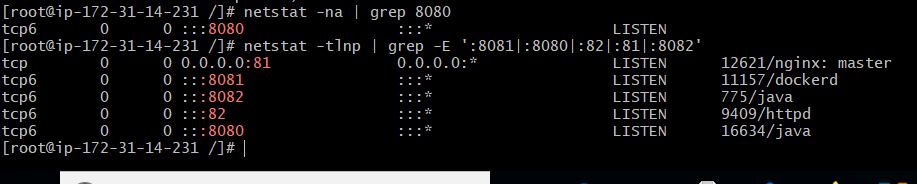 [root@ip-172-31-14-231 /]# netstat -na | grep 8080
tcp6 0 0 :::8080 :::* LISTEN
[root@ip-172-31-14-231 /]# netstat -tlnp | grep -E ':8081|:8080|:82|:81|:8082'
tcp 0 0 0.0.0.0:81 0.0.0.0:* LISTEN 12621/nginx: master
tcp6 0 0 :::8081 :::* LISTEN 11157/dockerd
tcp6 0 0 :::8082 :::* LISTEN 775/java
tcp6 0 0 :::82 :::* LISTEN 9409/httpd
tcp6 0 0 :::8080 :::* LISTEN 16634/java
[root@ip-172-31-14-231 /]#